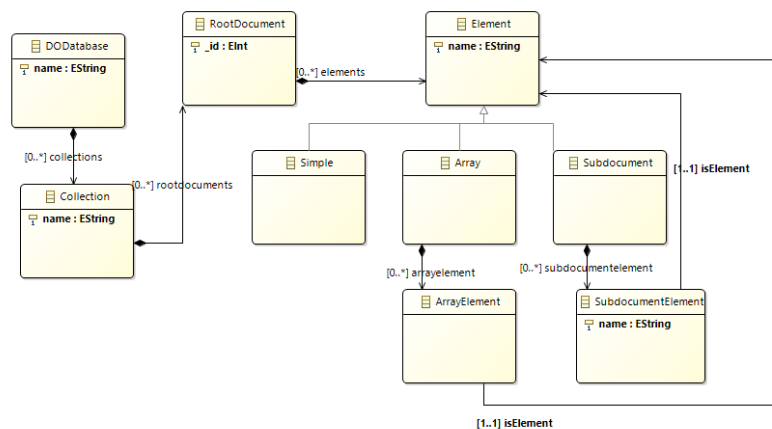 RootDocument
_id : EInt
Element
name : EString
DODatabase
name : EString
[0..*] elements
[0..*] collections
Simple
Array
Subdocument
[1..1] isElement
Collection
name : EString
[0..*] rootdocuments
[0..*] arrayelement
[0..*] subdocumentelement
ArrayElement
SubdocumentElement
name : EString
[1..1] isElement